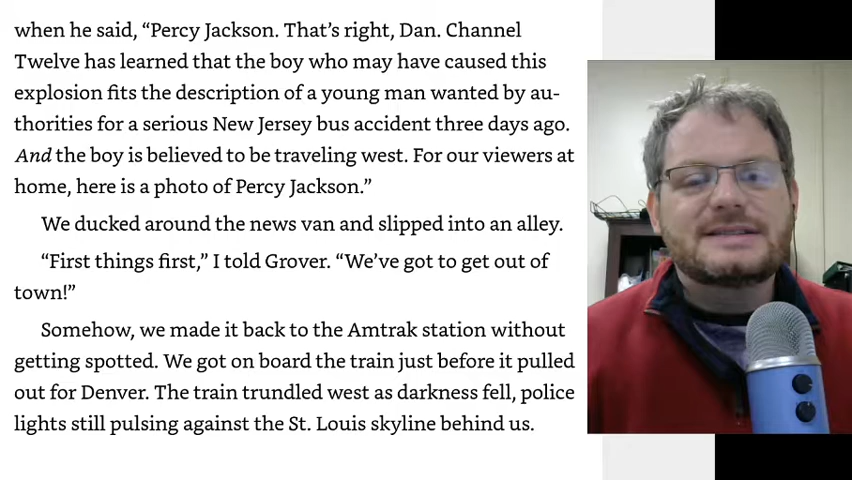 when he said, “Percy Jackson. That’s right, Dan. Channel
Twelve has learned that the boy who may have caused this
explosion fits the description of a young man wanted by au-
thorities for a serious New Jersey bus accident three days ago.
And the boy is believed to be traveling west. For our viewers at
home, here is a photo of Percy Jackson.”
We ducked around the news van and slipped into an alley.
“First things first,” I told Grover. “We’ve got to get out of
town!”
Somehow, we made it back to the Amtrak station without
getting spotted. We got on board the train just before it pulled
out for Denver. The train trundled west as darkness fell, police
lights still pulsing against the St. Louis skyline behind us.